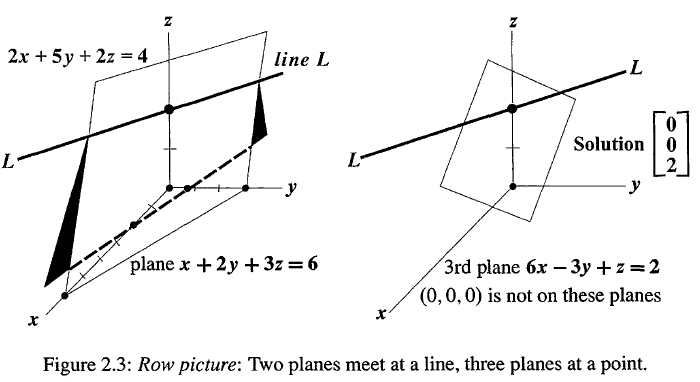 z
2x + 5y + 2z = 4
line L
L
y
plane x + 2y + 3z = 6
x
z
L
Solution [0 0 2]
L
y
3rd plane 6x − 3y + z = 2
(0, 0, 0) is not on these planes
x
Figure 2.3: Row picture: Two planes meet at a line, three planes at a point.